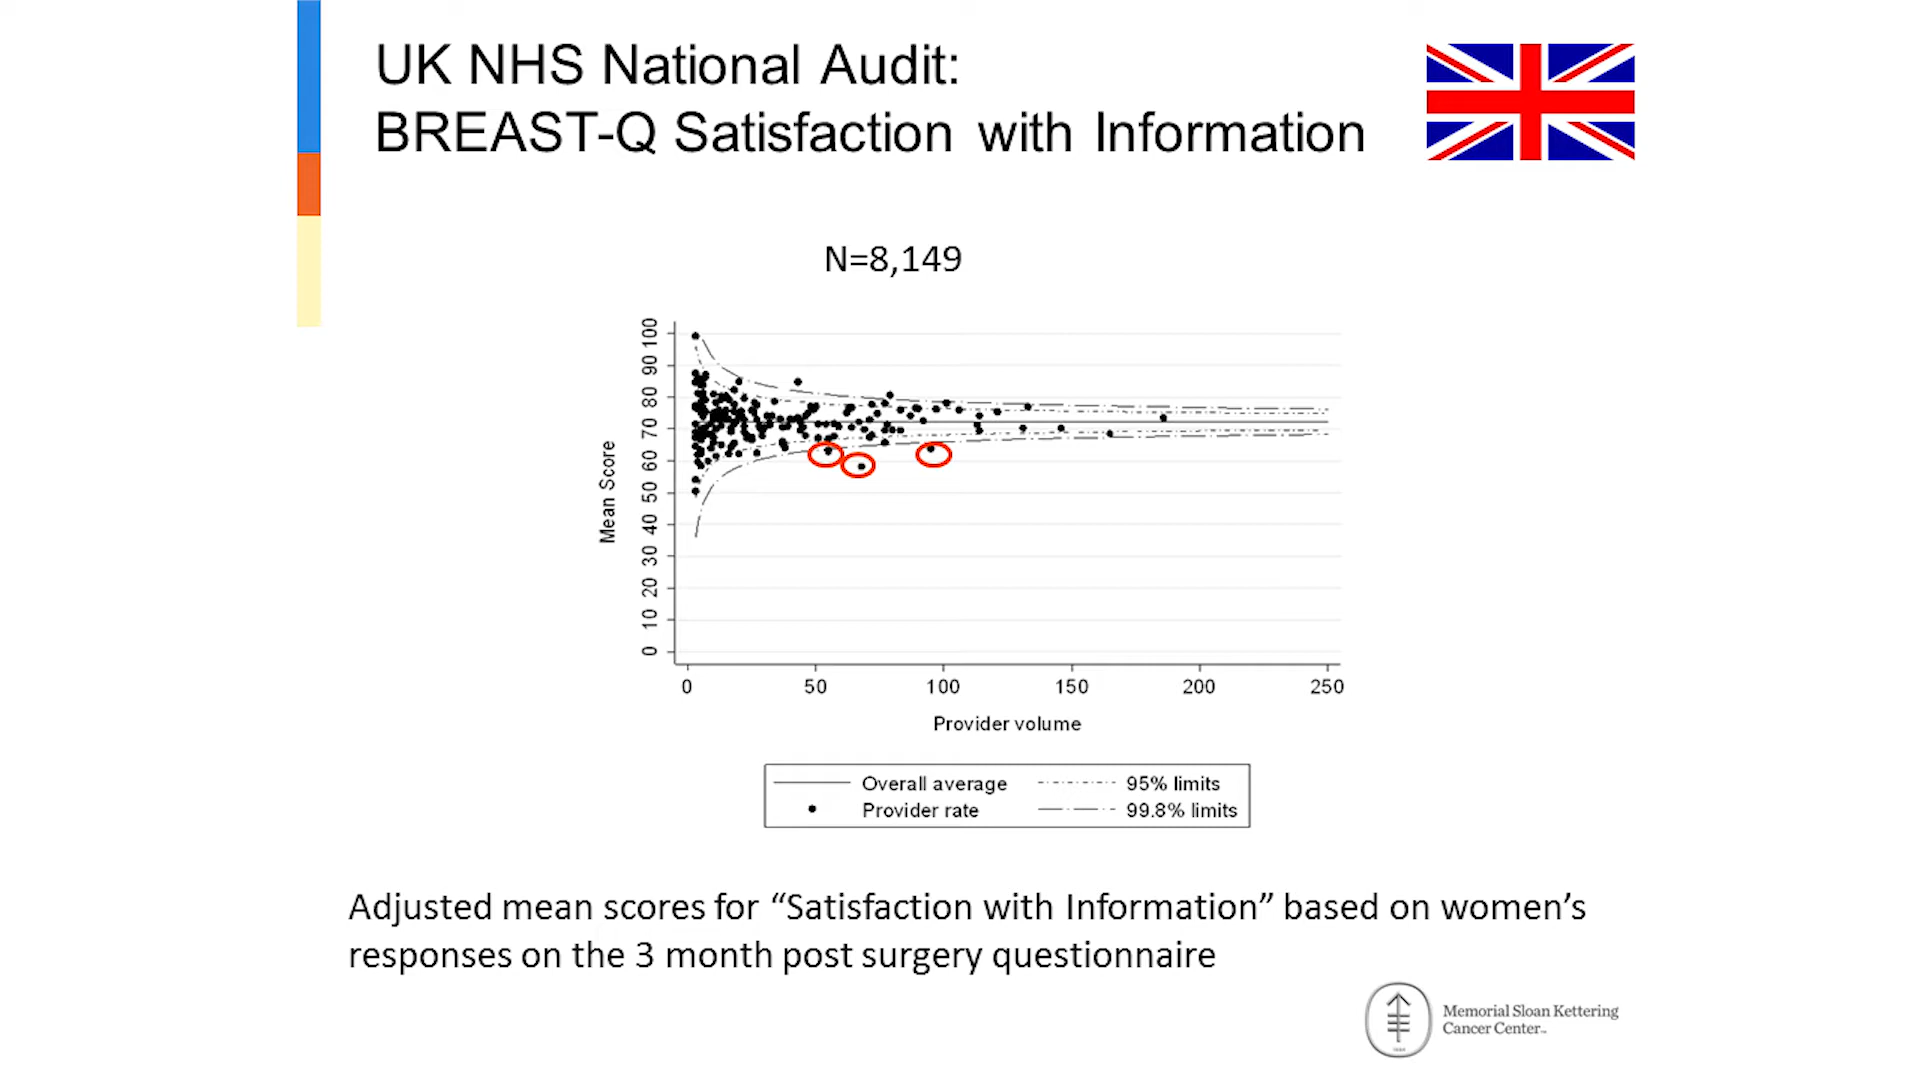 UK NHS National Audit:
BREAST-Q Satisfaction with Information
N=8,149
Mean Score
100
90
80
70
60
50
40
30
20
10
0
0 50 100 150 200 250
Provider volume
Overall average 95% limits
Provider rate 99.8% limits
Adjusted mean scores for “Satisfaction with Information” based on women’s
responses on the 3 month post surgery questionnaire
Memorial Sloan Kettering
Cancer Center